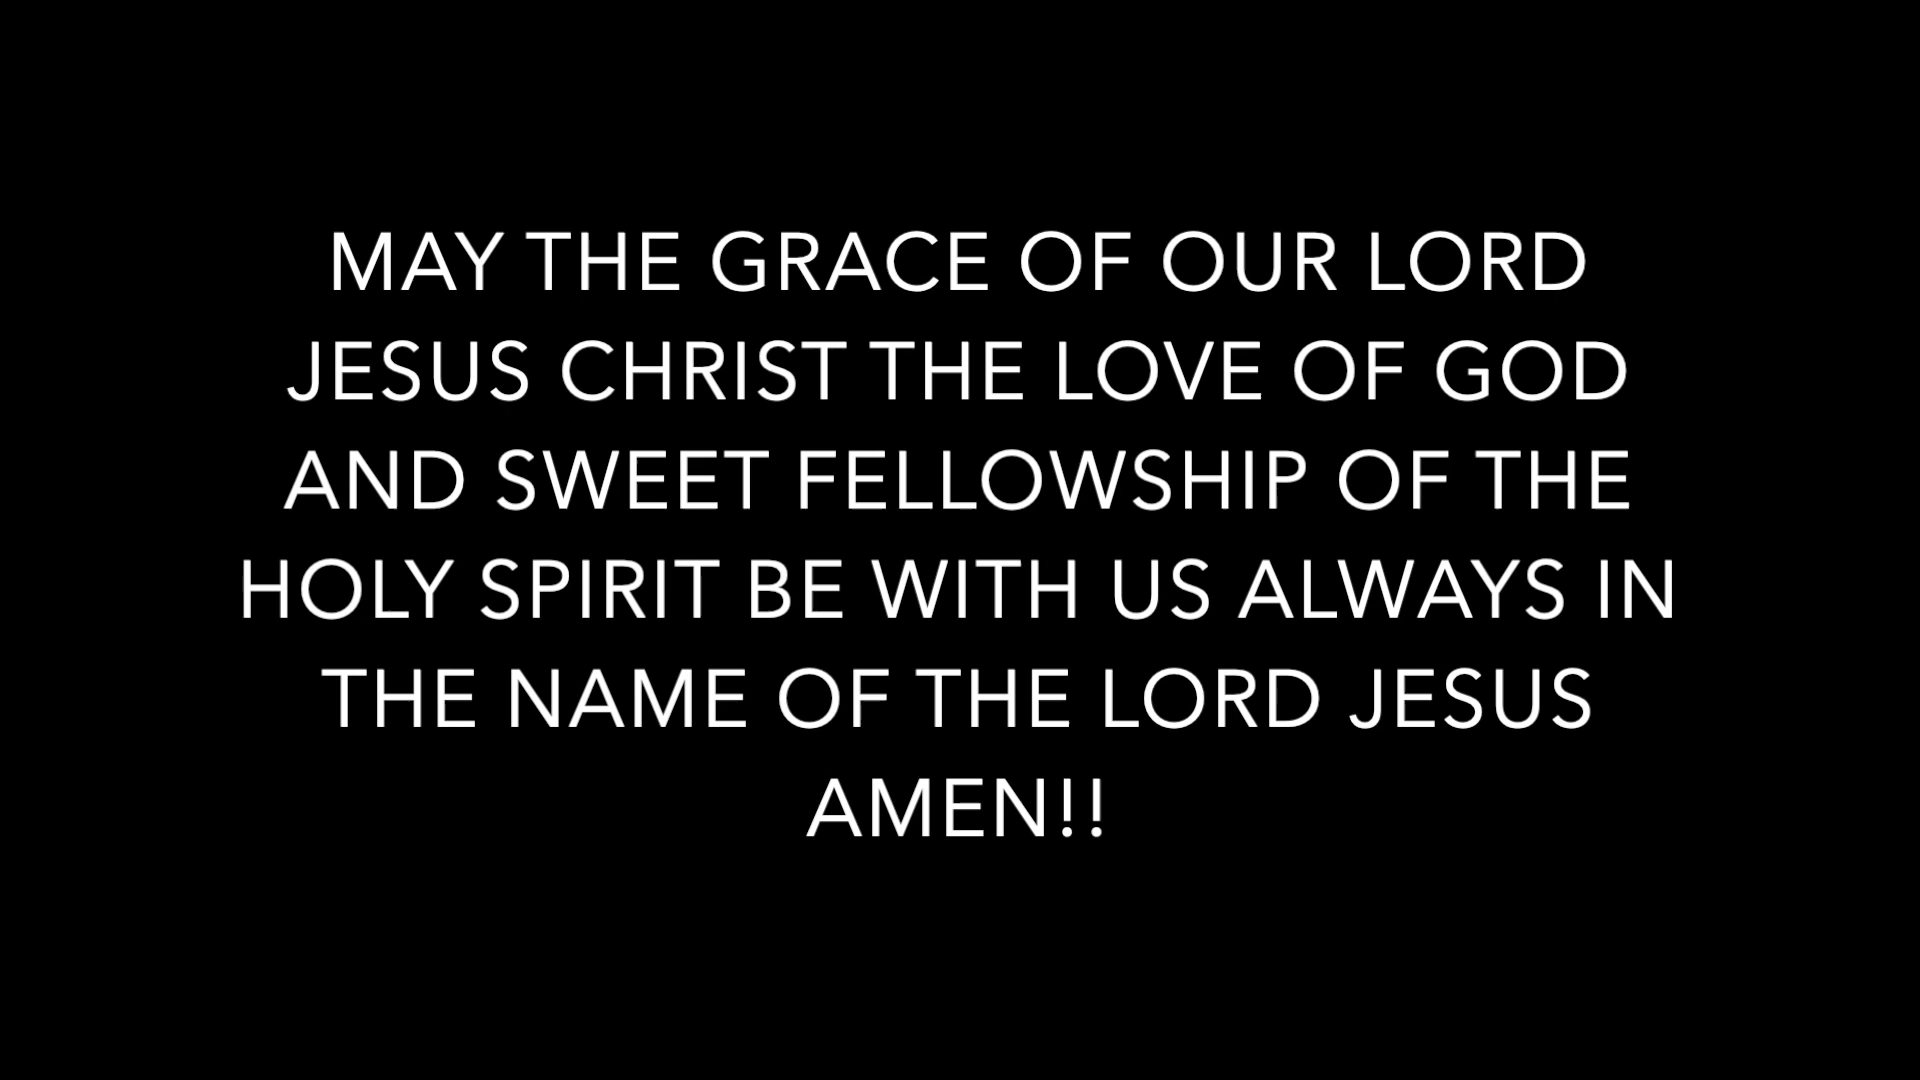 MAY THE GRACE OF OUR LORD
JESUS CHRIST THE LOVE OF GOD
AND SWEET FELLOWSHIP OF THE
HOLY SPIRIT BE WITH US ALWAYS IN
THE NAME OF THE LORD JESUS
AMEN!!